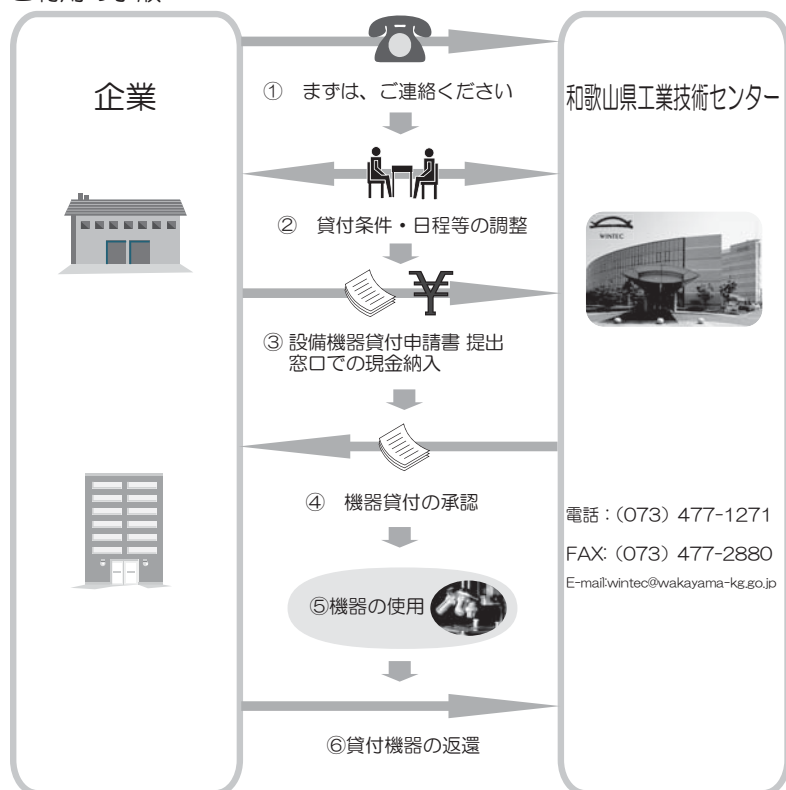 企業
和歌山県工業技術センター
① まずは、ご連絡ください
② 貸付条件・日程等の調整
WINTEC
③ 設備機器貸付申請書 提出
窓口での現金納入
④ 機器貸付の承認
電話：(073) 477-1271
FAX: (073) 477-2880
E-mail:wintec@wakayama-kg.go.jp
⑤機器の使用
⑥貸付機器の返還